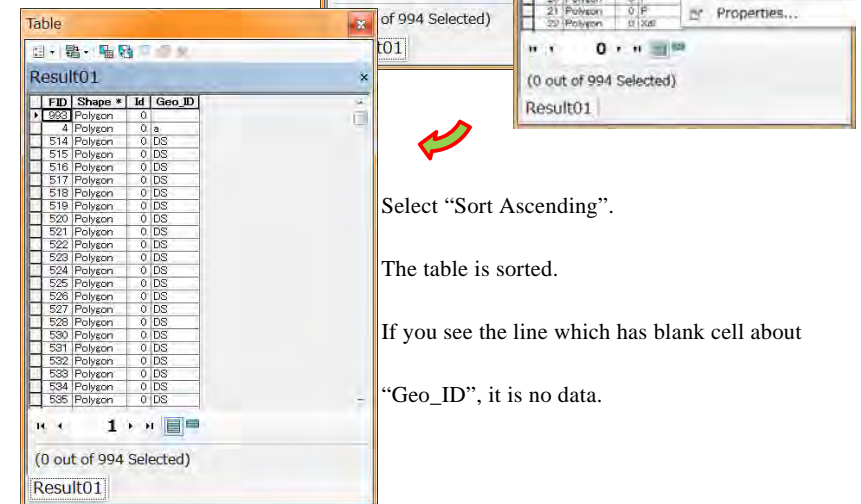 Table
Result01
FID Shape * Id Geo_ID
993 Polygon 0
4 Polygon 0 a
514 Polygon 0 DS
515 Polygon 0 DS
516 Polygon 0 DS
517 Polygon 0 DS
518 Polygon 0 DS
519 Polygon 0 DS
520 Polygon 0 DS
521 Polygon 0 DS
522 Polygon 0 DS
523 Polygon 0 DS
524 Polygon 0 DS
525 Polygon 0 DS
526 Polygon 0 DS
527 Polygon 0 DS
528 Polygon 0 DS
530 Polygon 0 DS
531 Polygon 0 DS
532 Polygon 0 DS
533 Polygon 0 DS
534 Polygon 0 DS
535 Polygon 0 DS
1
(0 out of 994 Selected)
Result01
of 994 Selected)
t01
21 Polygon 0 P
22 Polygon 0
Properties...
0
(0 out of 994 Selected)
Result01
Select “Sort Ascending”.
The table is sorted.
If you see the line which has blank cell about
“Geo_ID”, it is no data.